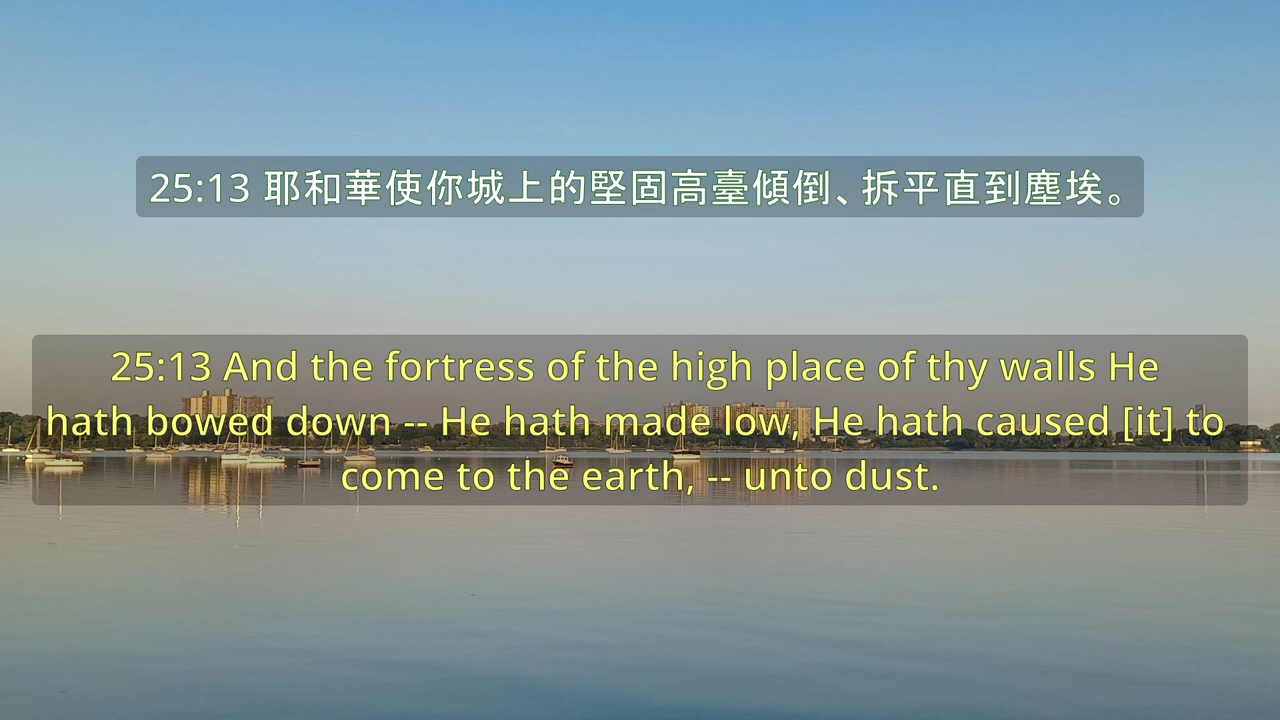 25:13 耶和華使你城上的堅固高臺傾倒、拆平直到塵埃。
25:13 And the fortress of the high place of thy walls He
hath bowed down -- He hath made low, He hath caused [it] to
come to the earth, -- unto dust.